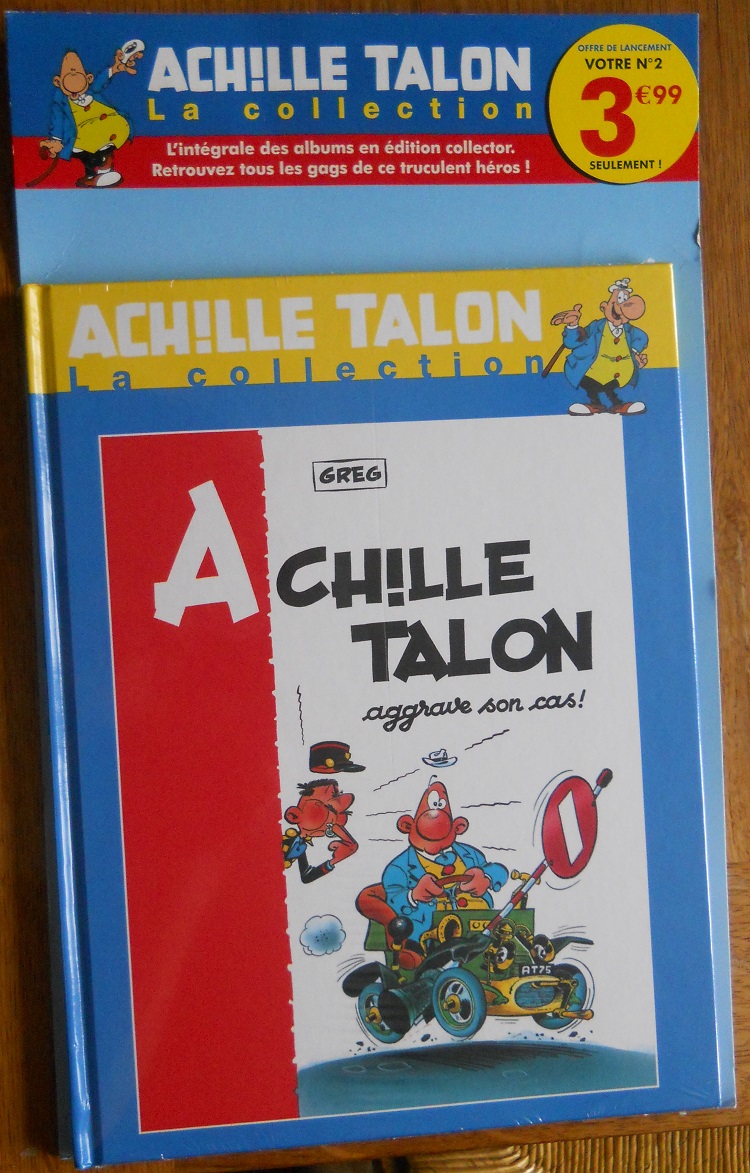 ACH!LLE TALON
La collection
L'intégrale des albums en édition collector.
Retrouvez tous les gags de ce truculent héros !
OFFRE DE LANCEMENT
VOTRE N°2
3€99
SEULEMENT !
ACH!LLE TALON
La collection
GREG
ACH!LLE
TALON
aggrave son cas!
AT75